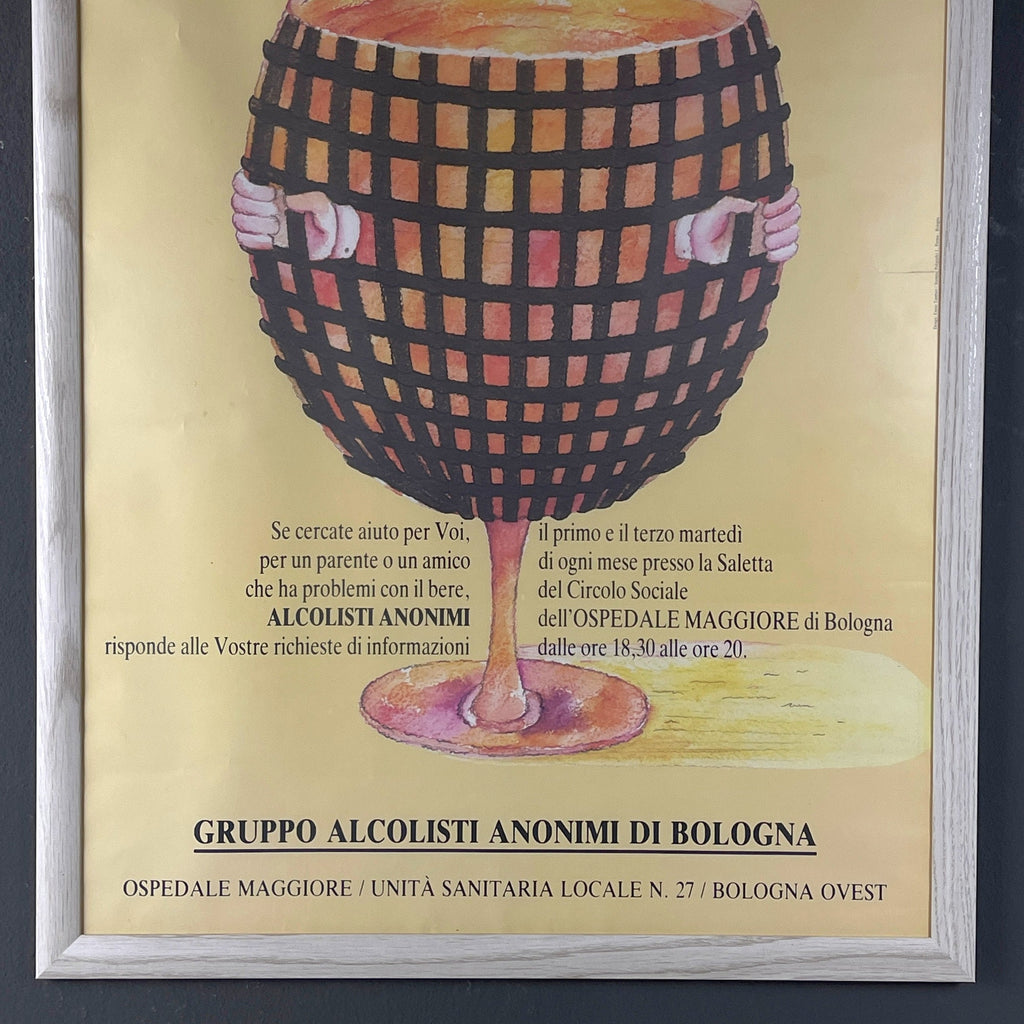 Se cercate aiuto per Voi,
per un parente o un amico
che ha problemi con il bere,
ALCOLISTI ANONIMI
risponde alle Vostre richieste di informazioni
il primo e il terzo martedì
di ogni mese presso la Saletta
del Circolo Sociale
dell'OSPEDALE MAGGIORE di Bologna
dalle ore 18,30 alle ore 20.
GRUPPO ALCOLISTI ANONIMI DI BOLOGNA
OSPEDALE MAGGIORE / UNITÀ SANITARIA LOCALE N. 27 / BOLOGNA OVEST